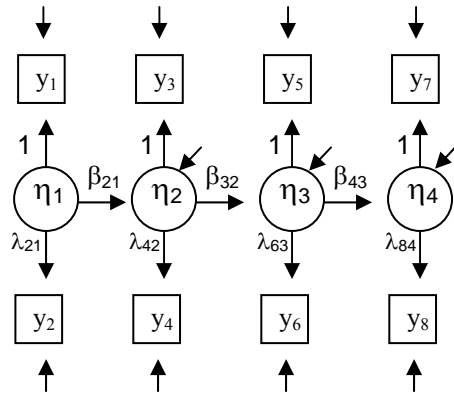 y₁ y₃ y₅ y₇
1 1 1 1
β₂₁ β₃₂ β₄₃
η₁ η₂ η₃ η₄
λ₂₁ λ₄₂ λ₆₃ λ₈₄
y₂ y₄ y₆ y₈